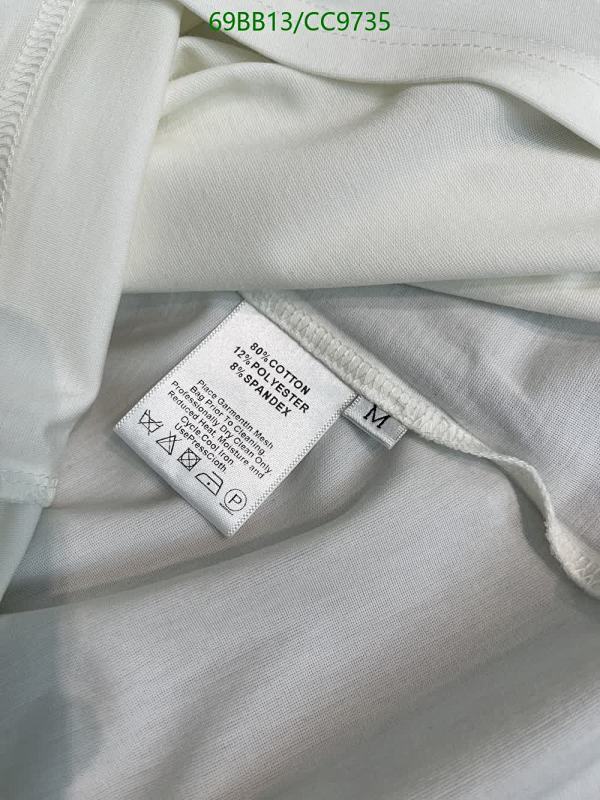 69BB13/CC9735
80%COTTON
12%POLYESTER
8%SPANDEX
Place Garmentin Mesh
Bag Prior To Cleaning.
Professionally Dry Clean Only
Reduced Heat, Moisture and
Cycle.Cool Iron.
UsePressCloth.
P
M